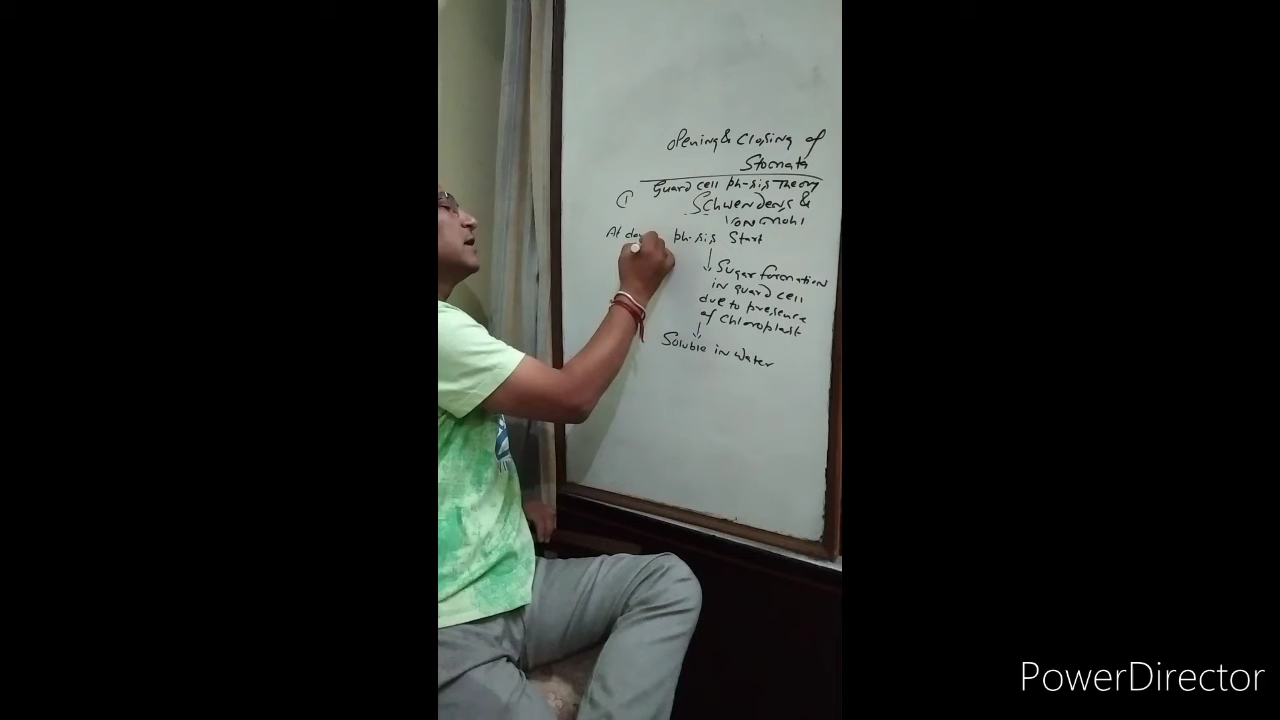 Opening & Closing of
Stomata
Guard cell ph-sis Theory
① Schwendens &
Von Mohl
At day ph-sis Start
↓ Sugar formation
in guard cell
due to presence
of chloroplast
↓
Soluble in water
PowerDirector